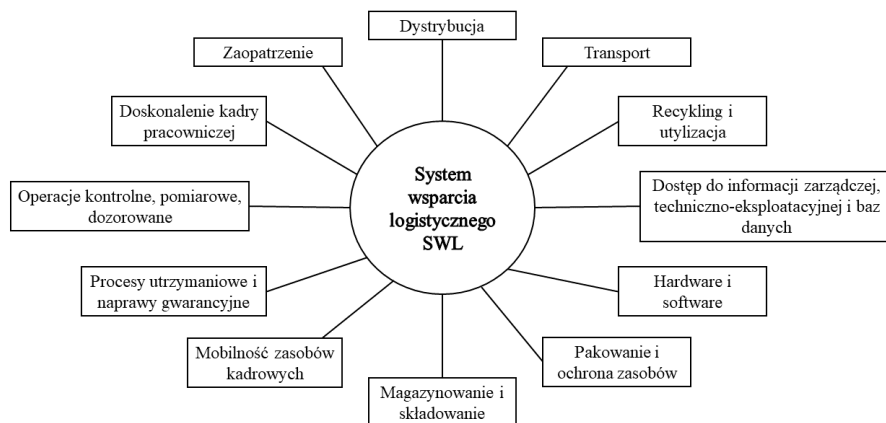 Dystrybucja
Zaopatrzenie
Transport
Doskonalenie kadry
pracowniczej
Recykling i
utylizacja
System
wsparcia
logistycznego
SWL
Operacje kontrolne, pomiarowe,
dozorowane
Dostęp do informacji zarządczej,
techniczno-eksploatacyjnej i baz
danych
Procesy utrzymaniowe i
naprawy gwarancyjne
Hardware i
software
Mobilność zasobów
kadrowych
Pakowanie i
ochrona zasobów
Magazynowanie i
składowanie